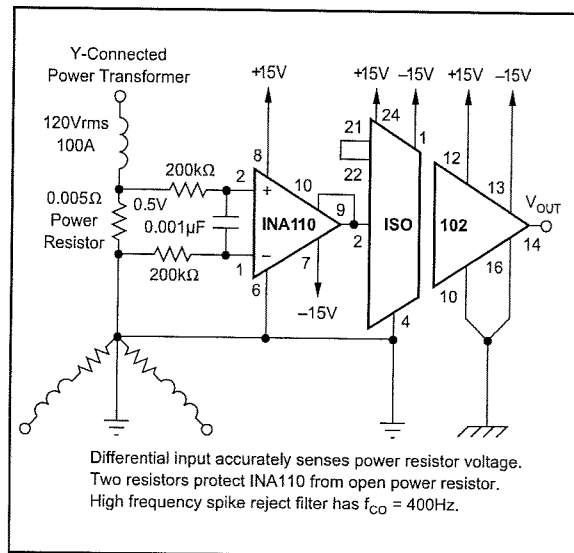 Y-Connected
Power Transformer
120Vrms
100A
0.005Ω
Power
Resistor
0.5V
200kΩ
0.001µF
200kΩ
+15V
8
2
+
10
9
INA110
–
1
7
6
–15V
+15V
–15V
24
21
1
22
2
ISO
4
+15V
–15V
12
13
VOUT
102
14
16
10
Differential input accurately senses power resistor voltage.
Two resistors protect INA110 from open power resistor.
High frequency spike reject filter has fCO = 400Hz.